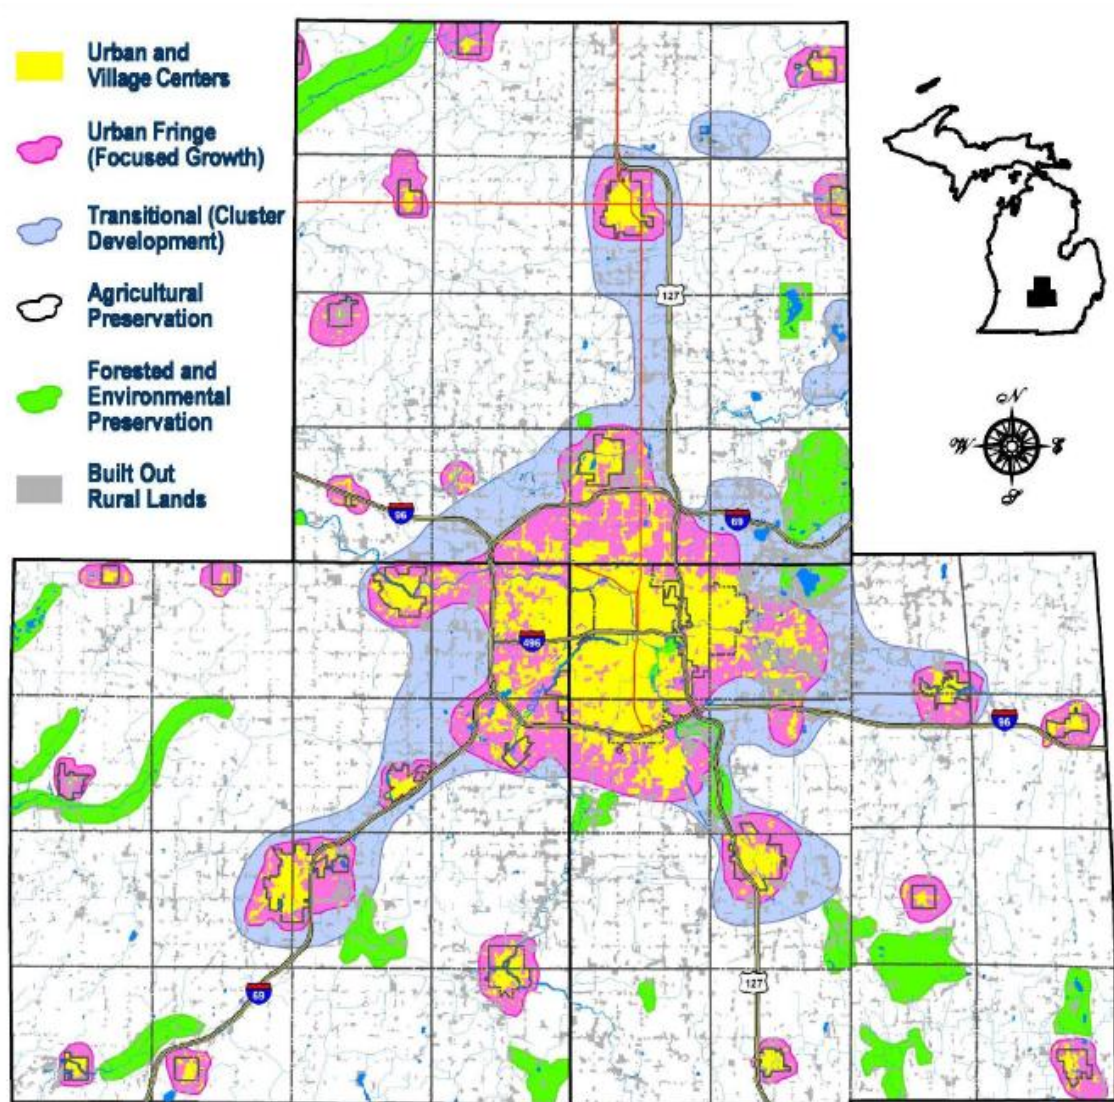 Urban and
Village Centers
Urban Fringe
(Focused Growth)
Transitional (Cluster
Development)
Agricultural
Preservation
Forested and
Environmental
Preservation
Built Out
Rural Lands
127
96
69
496
96
69
127
N
W
E
S